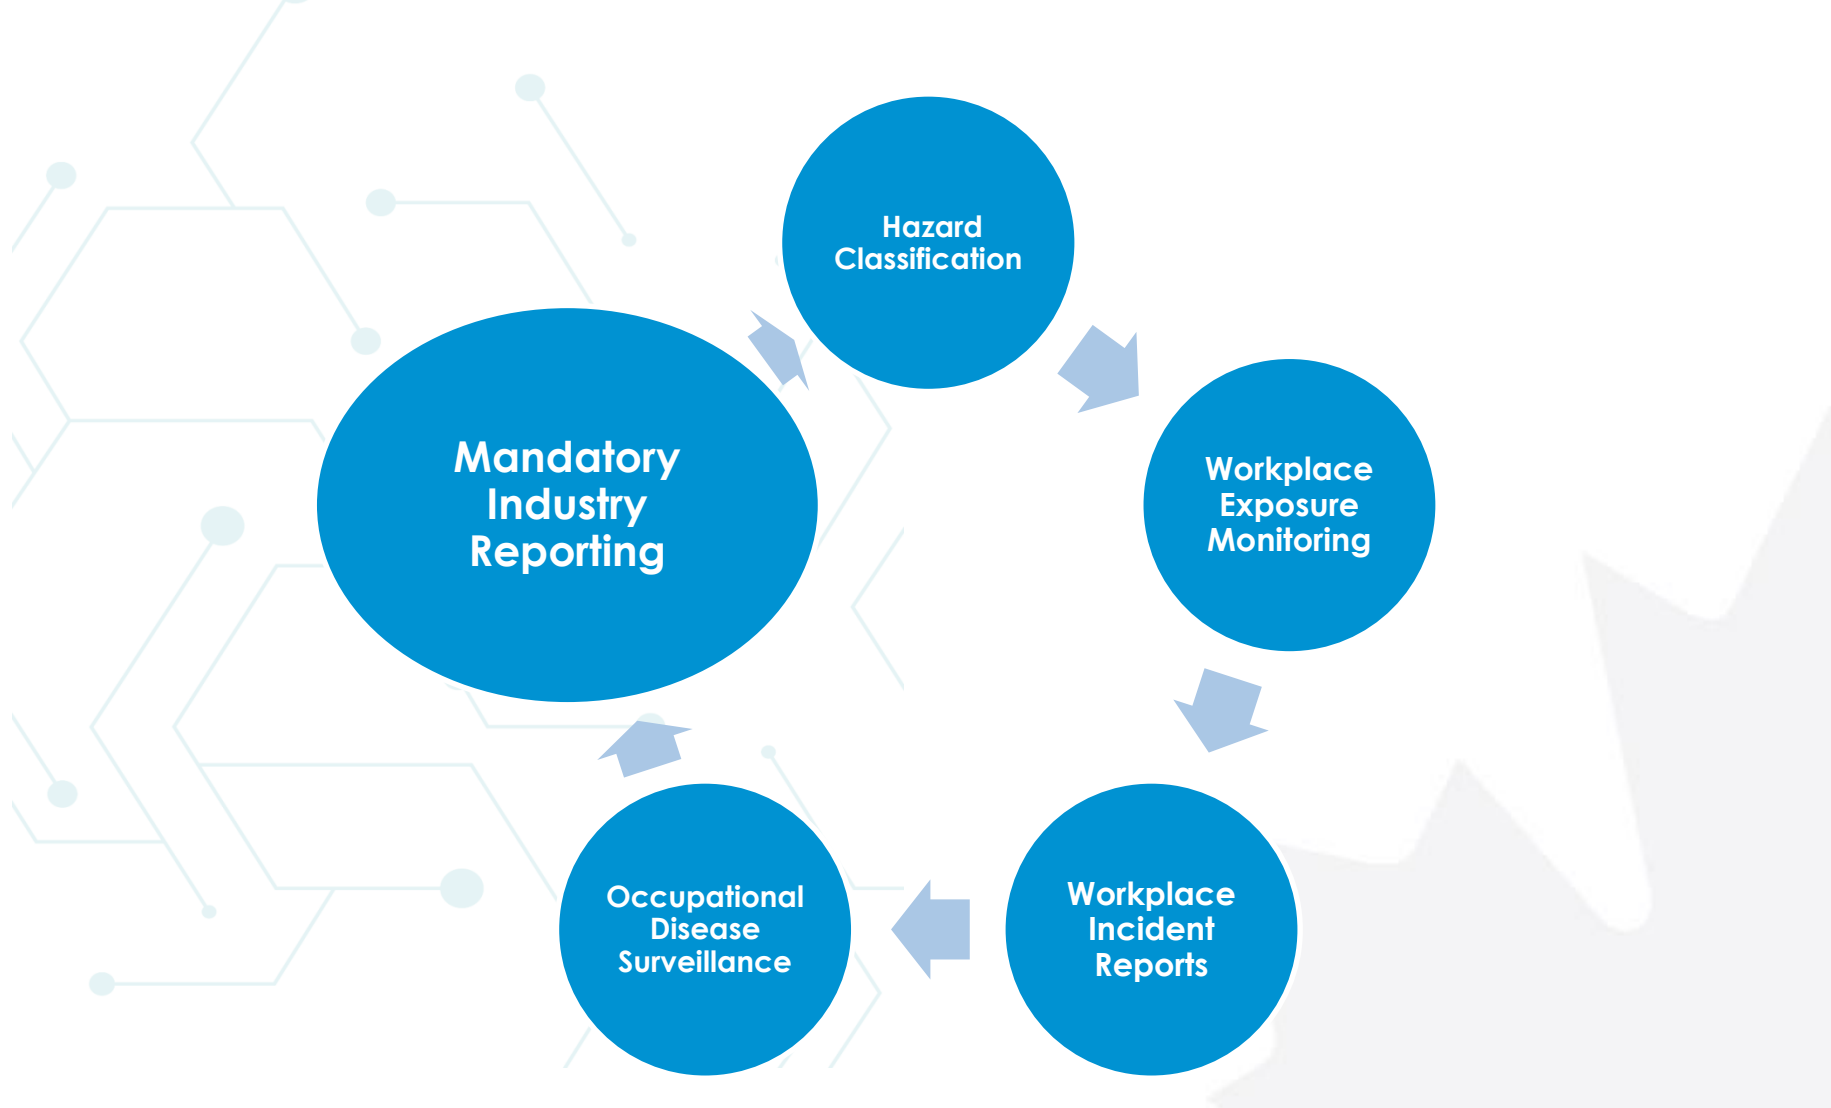 Hazard
Classification
Workplace
Exposure
Monitoring
Workplace
Incident
Reports
Occupational
Disease
Surveillance
Mandatory
Industry
Reporting